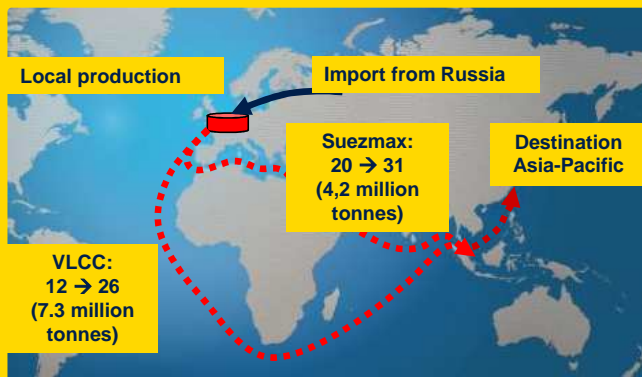 Local production
Import from Russia
Suezmax:
20 → 31
(4,2 million
tonnes)
Destination
Asia-Pacific
VLCC:
12 → 26
(7.3 million
tonnes)